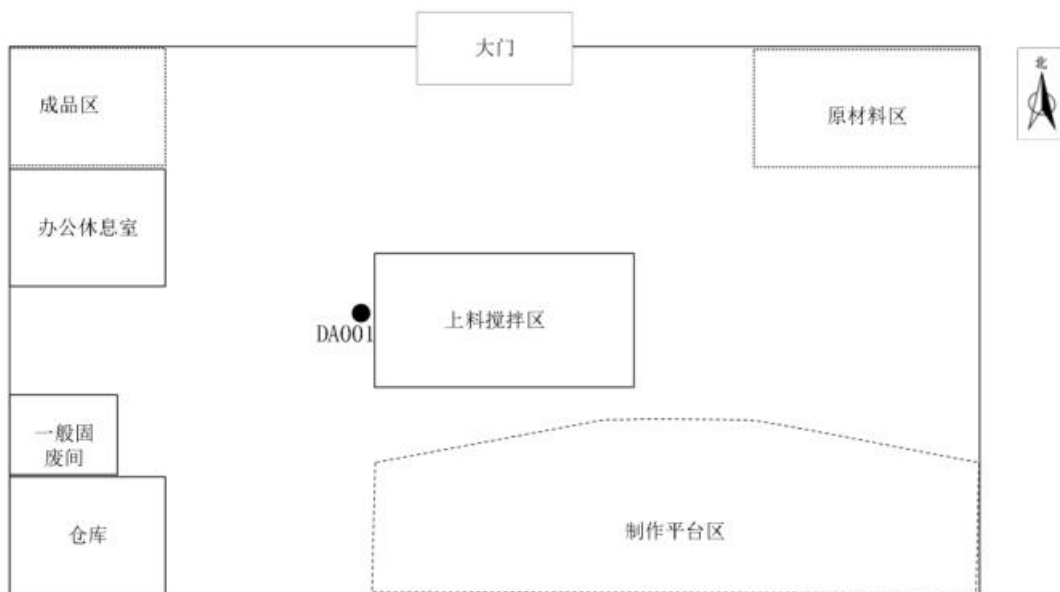 大门
北
成品区
原材料区
办公休息室
上料搅拌区
DA001
一般固
废间
仓库
制作平台区